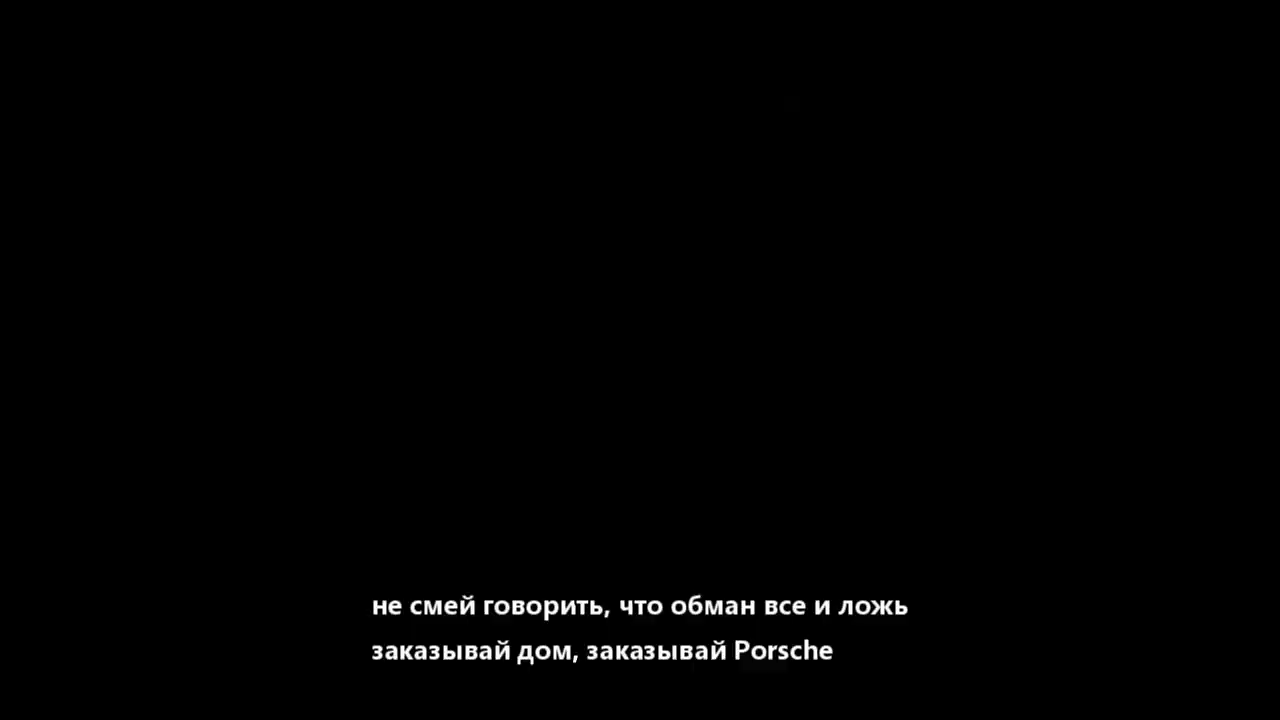 не смей говорить, что обман все и ложь
заказывай дом, заказывай Porsche